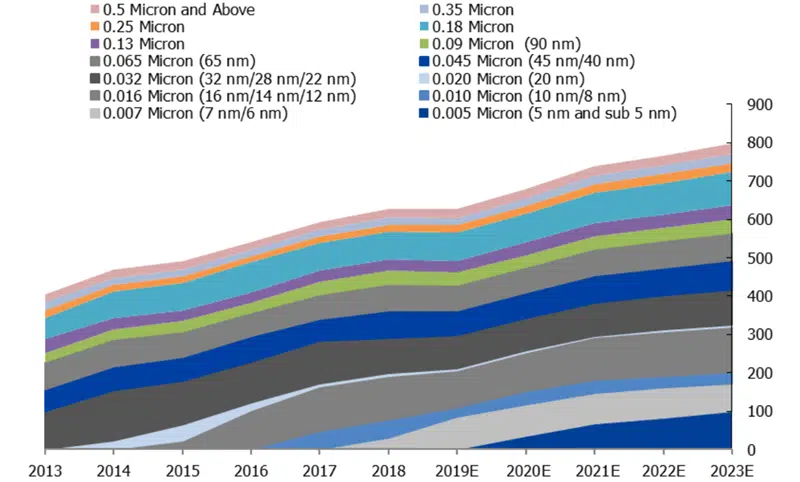 0.5 Micron and Above 0.35 Micron
0.25 Micron 0.18 Micron
0.13 Micron 0.09 Micron (90 nm)
0.065 Micron (65 nm) 0.045 Micron (45 nm/40 nm)
0.032 Micron (32 nm/28 nm/22 nm) 0.020 Micron (20 nm)
0.016 Micron (16 nm/14 nm/12 nm) 0.010 Micron (10 nm/8 nm)
0.007 Micron (7 nm/6 nm) 0.005 Micron (5 nm and sub 5 nm)
900
800
700
600
500
400
300
200
100
0
2013 2014 2015 2016 2017 2018 2019E 2020E 2021E 2022E 2023E